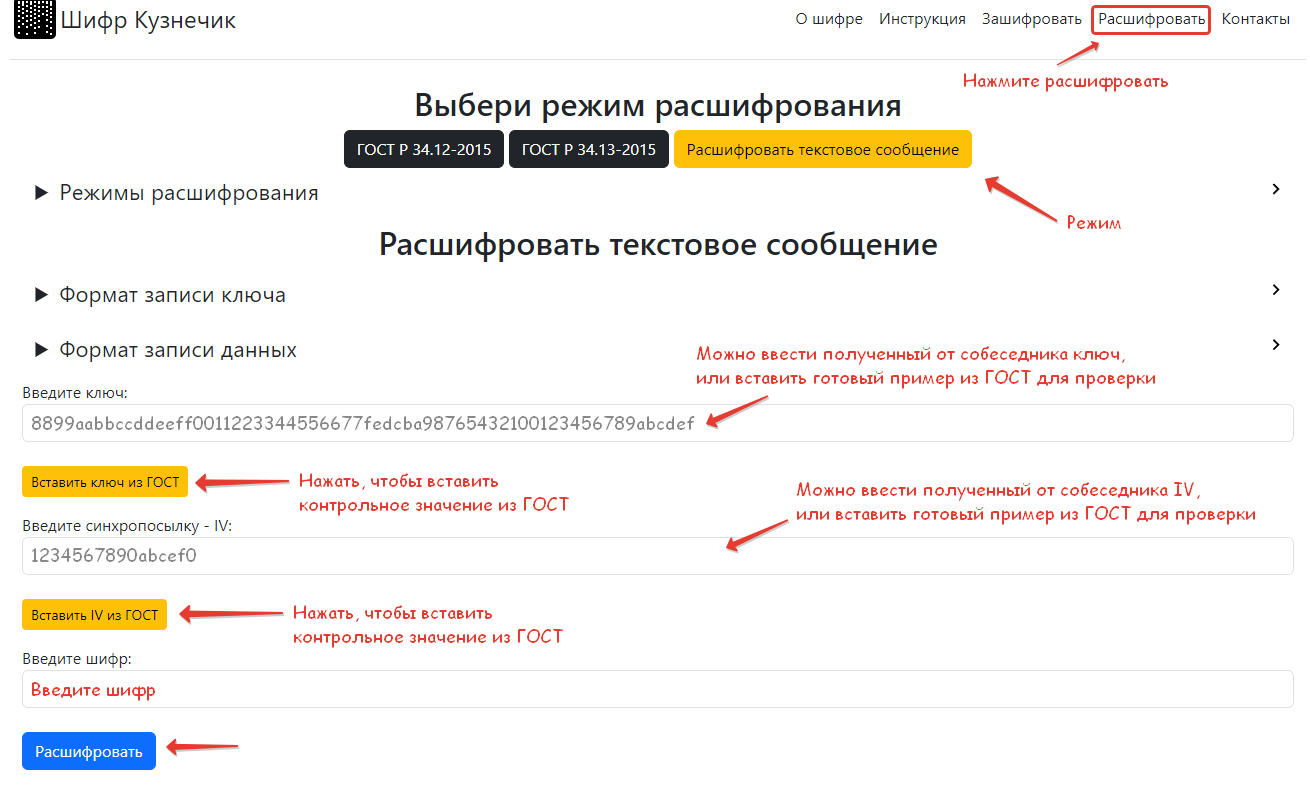 Шифр Кузнечик
О шифре Инструкция Зашифровать Расшифровать Контакты
Нажмите расшифровать
Выбери режим расшифрования
ГОСТ Р 34.12-2015 ГОСТ Р 34.13-2015 Расшифровать текстовое сообщение
Режимы расшифрования
Режим
Расшифровать текстовое сообщение
Формат записи ключа
Формат записи данных
Можно ввести полученный от собеседника ключ,
или вставить готовый пример из ГОСТ для проверки
Введите ключ:
8899aabbccddeeff0011223344556677fedcba98765432100123456789abcdef
Вставить ключ из ГОСТ
Нажать, чтобы вставить
контрольное значение из ГОСТ
Можно ввести полученный от собеседника IV,
или вставить готовый пример из ГОСТ для проверки
Введите синхропосылку - IV:
1234567890abcef0
Вставить IV из ГОСТ
Нажать, чтобы вставить
контрольное значение из ГОСТ
Введите шифр:
Введите шифр
Расшифровать